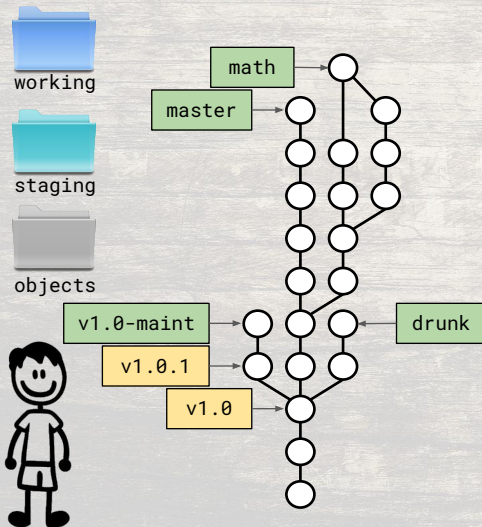 working
staging
objects
math
master
v1.0-maint
drunk
v1.0.1
v1.0